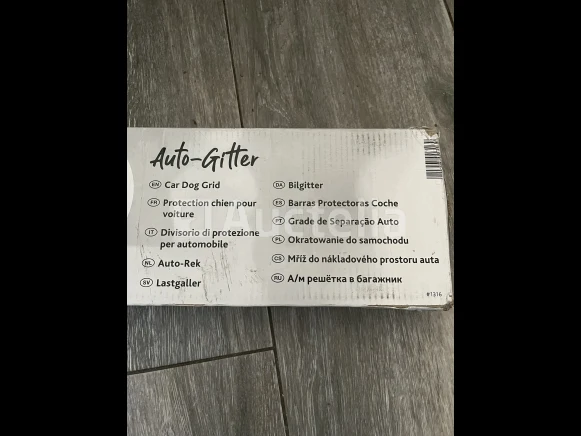 Auto-Gitter
EN Car Dog Grid
FR Protection chien pour
voiture
IT Divisorio di protezione
per automobile
NL Auto-Rek
SV Lastgaller
DA Bilgitter
ES Barras Protectoras Coche
PT Grade de Separação Auto
PL Okratowanie do samochodu
CS Mříž do nákladového prostoru auta
RU А/м решётка в багажник
#1316